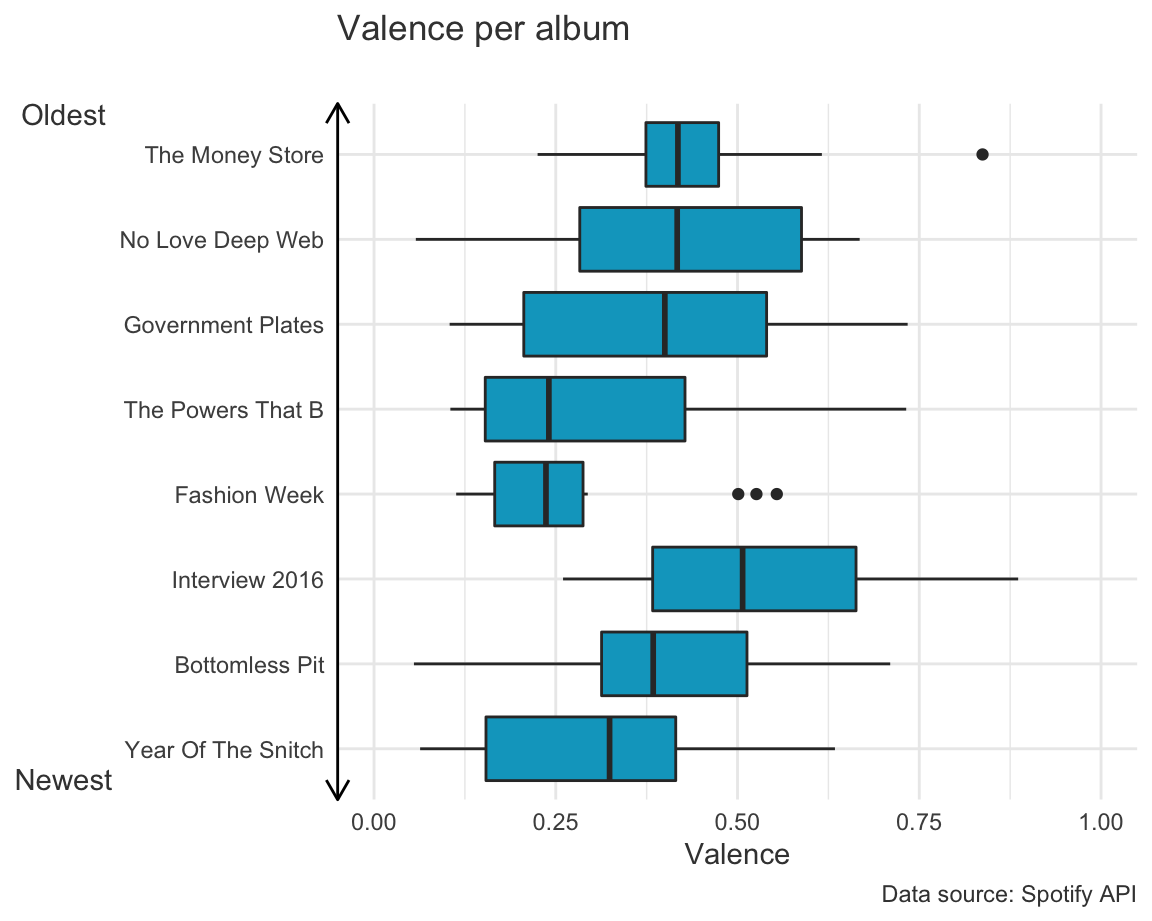 Valence per album
Oldest
The Money Store
No Love Deep Web
Government Plates
The Powers That B
Fashion Week
Interview 2016
Bottomless Pit
Year Of The Snitch
Newest
0.00 0.25 0.50 0.75 1.00
Valence
Data source: Spotify API